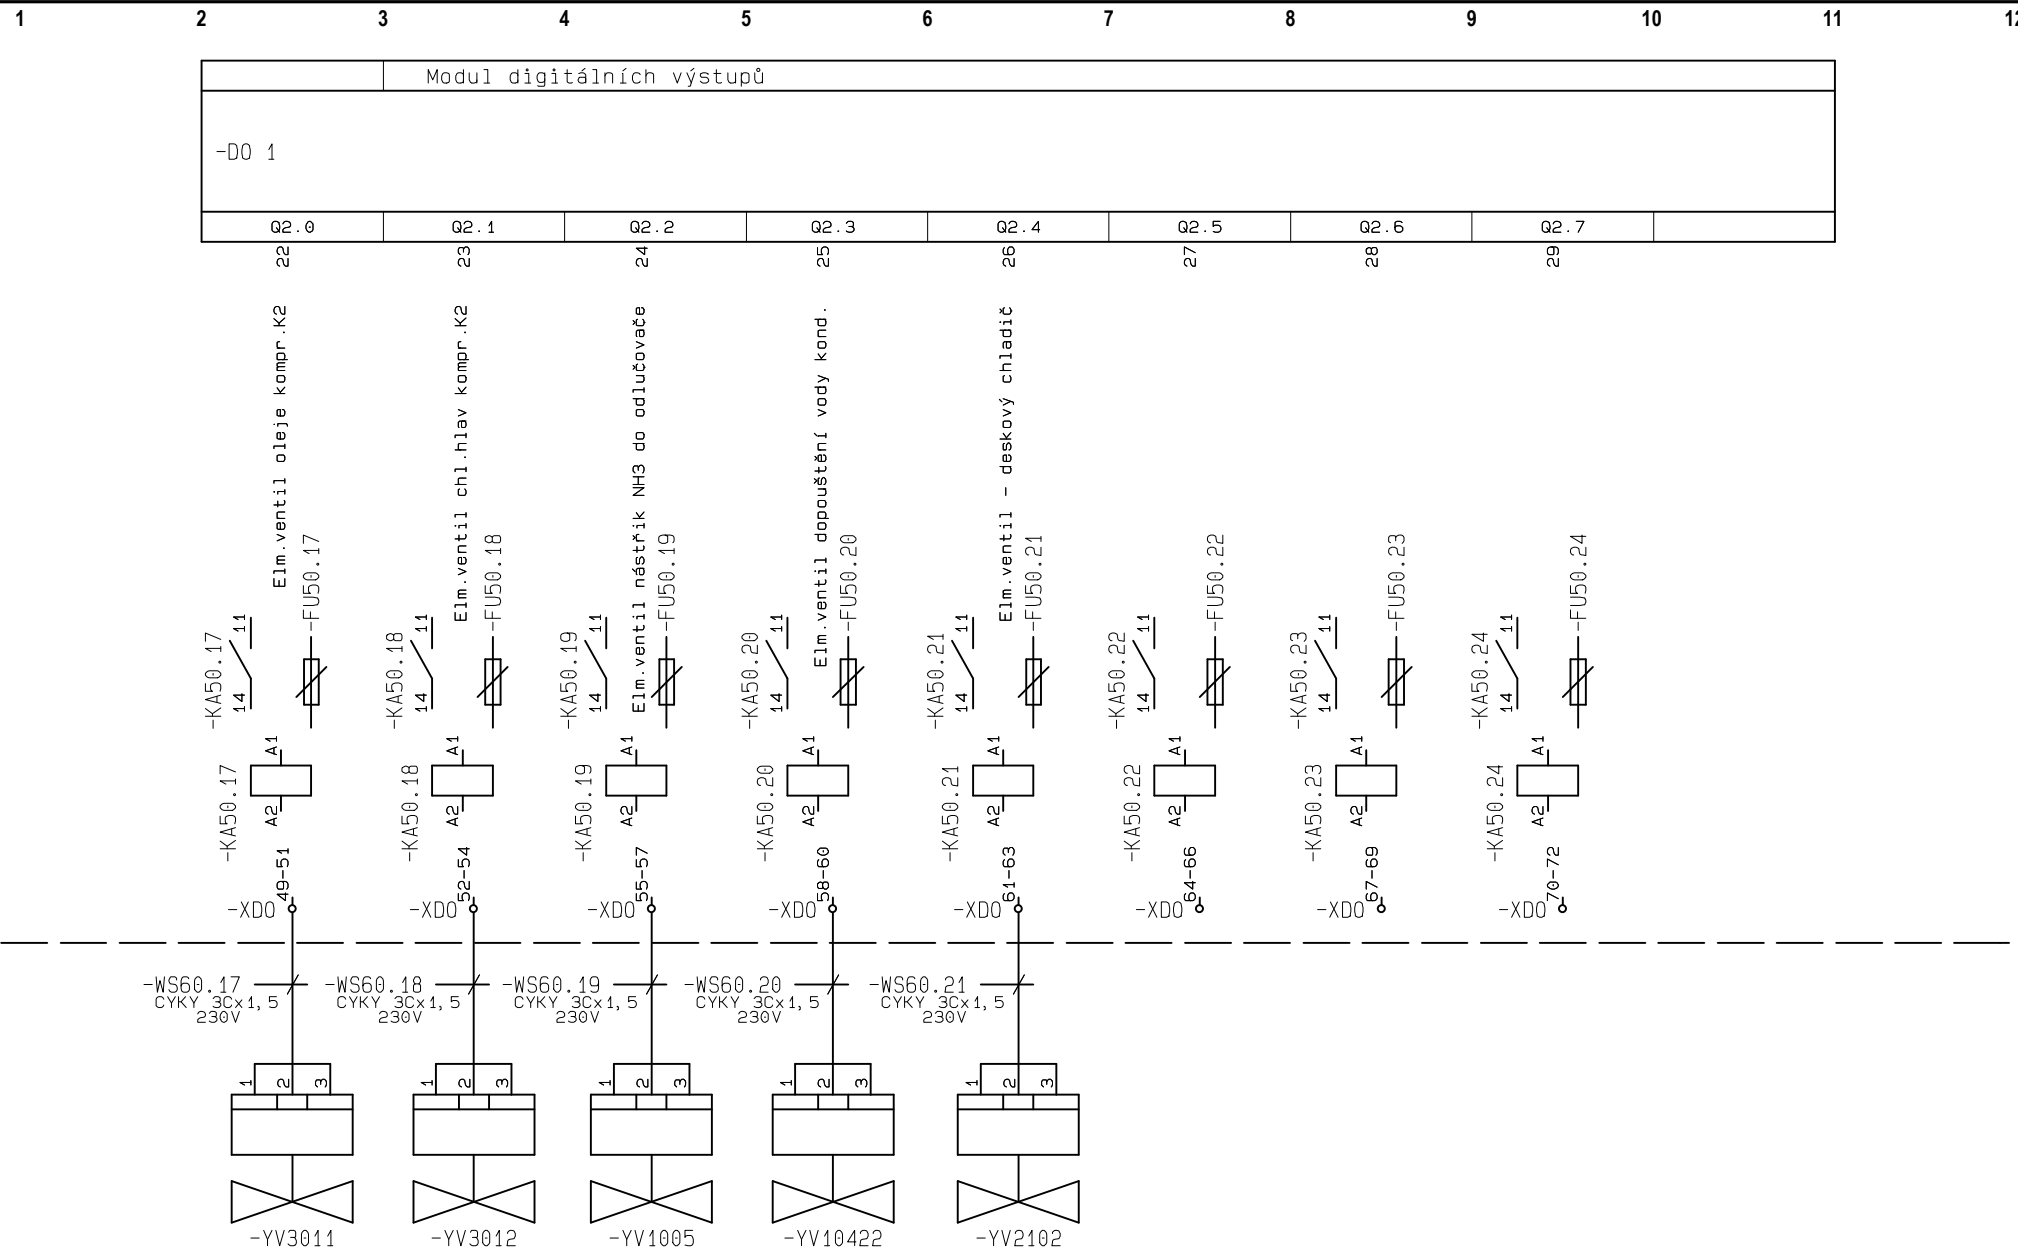 1 2 3 4 5 6 7 8 9 10 11 12
Modul digitálních výstupů
-DO 1
Q2.0 Q2.1 Q2.2 Q2.3 Q2.4 Q2.5 Q2.6 Q2.7
22 23 24 25 26 27 28 29
Elm.ventil oleje kompr.K2
Elm.ventil chl.hlav kompr.K2
Elm.ventil nástřik NH3 do odlučovače
Elm.ventil dopouštění vody kond.
Elm.ventil - deskový chladič
-FU50.17 -FU50.18 -FU50.19 -FU50.20 -FU50.21 -FU50.22 -FU50.23 -FU50.24
11 11 11 11 11 11 11 11
-KA50.17 -KA50.18 -KA50.19 -KA50.20 -KA50.21 -KA50.22 -KA50.23 -KA50.24
14 14 14 14 14 14 14 14
A1 A1 A1 A1 A1 A1 A1 A1
-KA50.17 -KA50.18 -KA50.19 -KA50.20 -KA50.21 -KA50.22 -KA50.23 -KA50.24
A2 A2 A2 A2 A2 A2 A2 A2
49-51 52-54 55-57 58-60 61-63 64-66 67-69 70-72
-XDO -XDO -XDO -XDO -XDO -XDO -XDO -XDO
-WS60.17 -WS60.18 -WS60.19 -WS60.20 -WS60.21
CYKY 3Cx1,5 CYKY 3Cx1,5 CYKY 3Cx1,5 CYKY 3Cx1,5 CYKY 3Cx1,5
230V 230V 230V 230V 230V
1 2 3 1 2 3 1 2 3 1 2 3 1 2 3
-YV3011 -YV3012 -YV1005 -YV10422 -YV2102